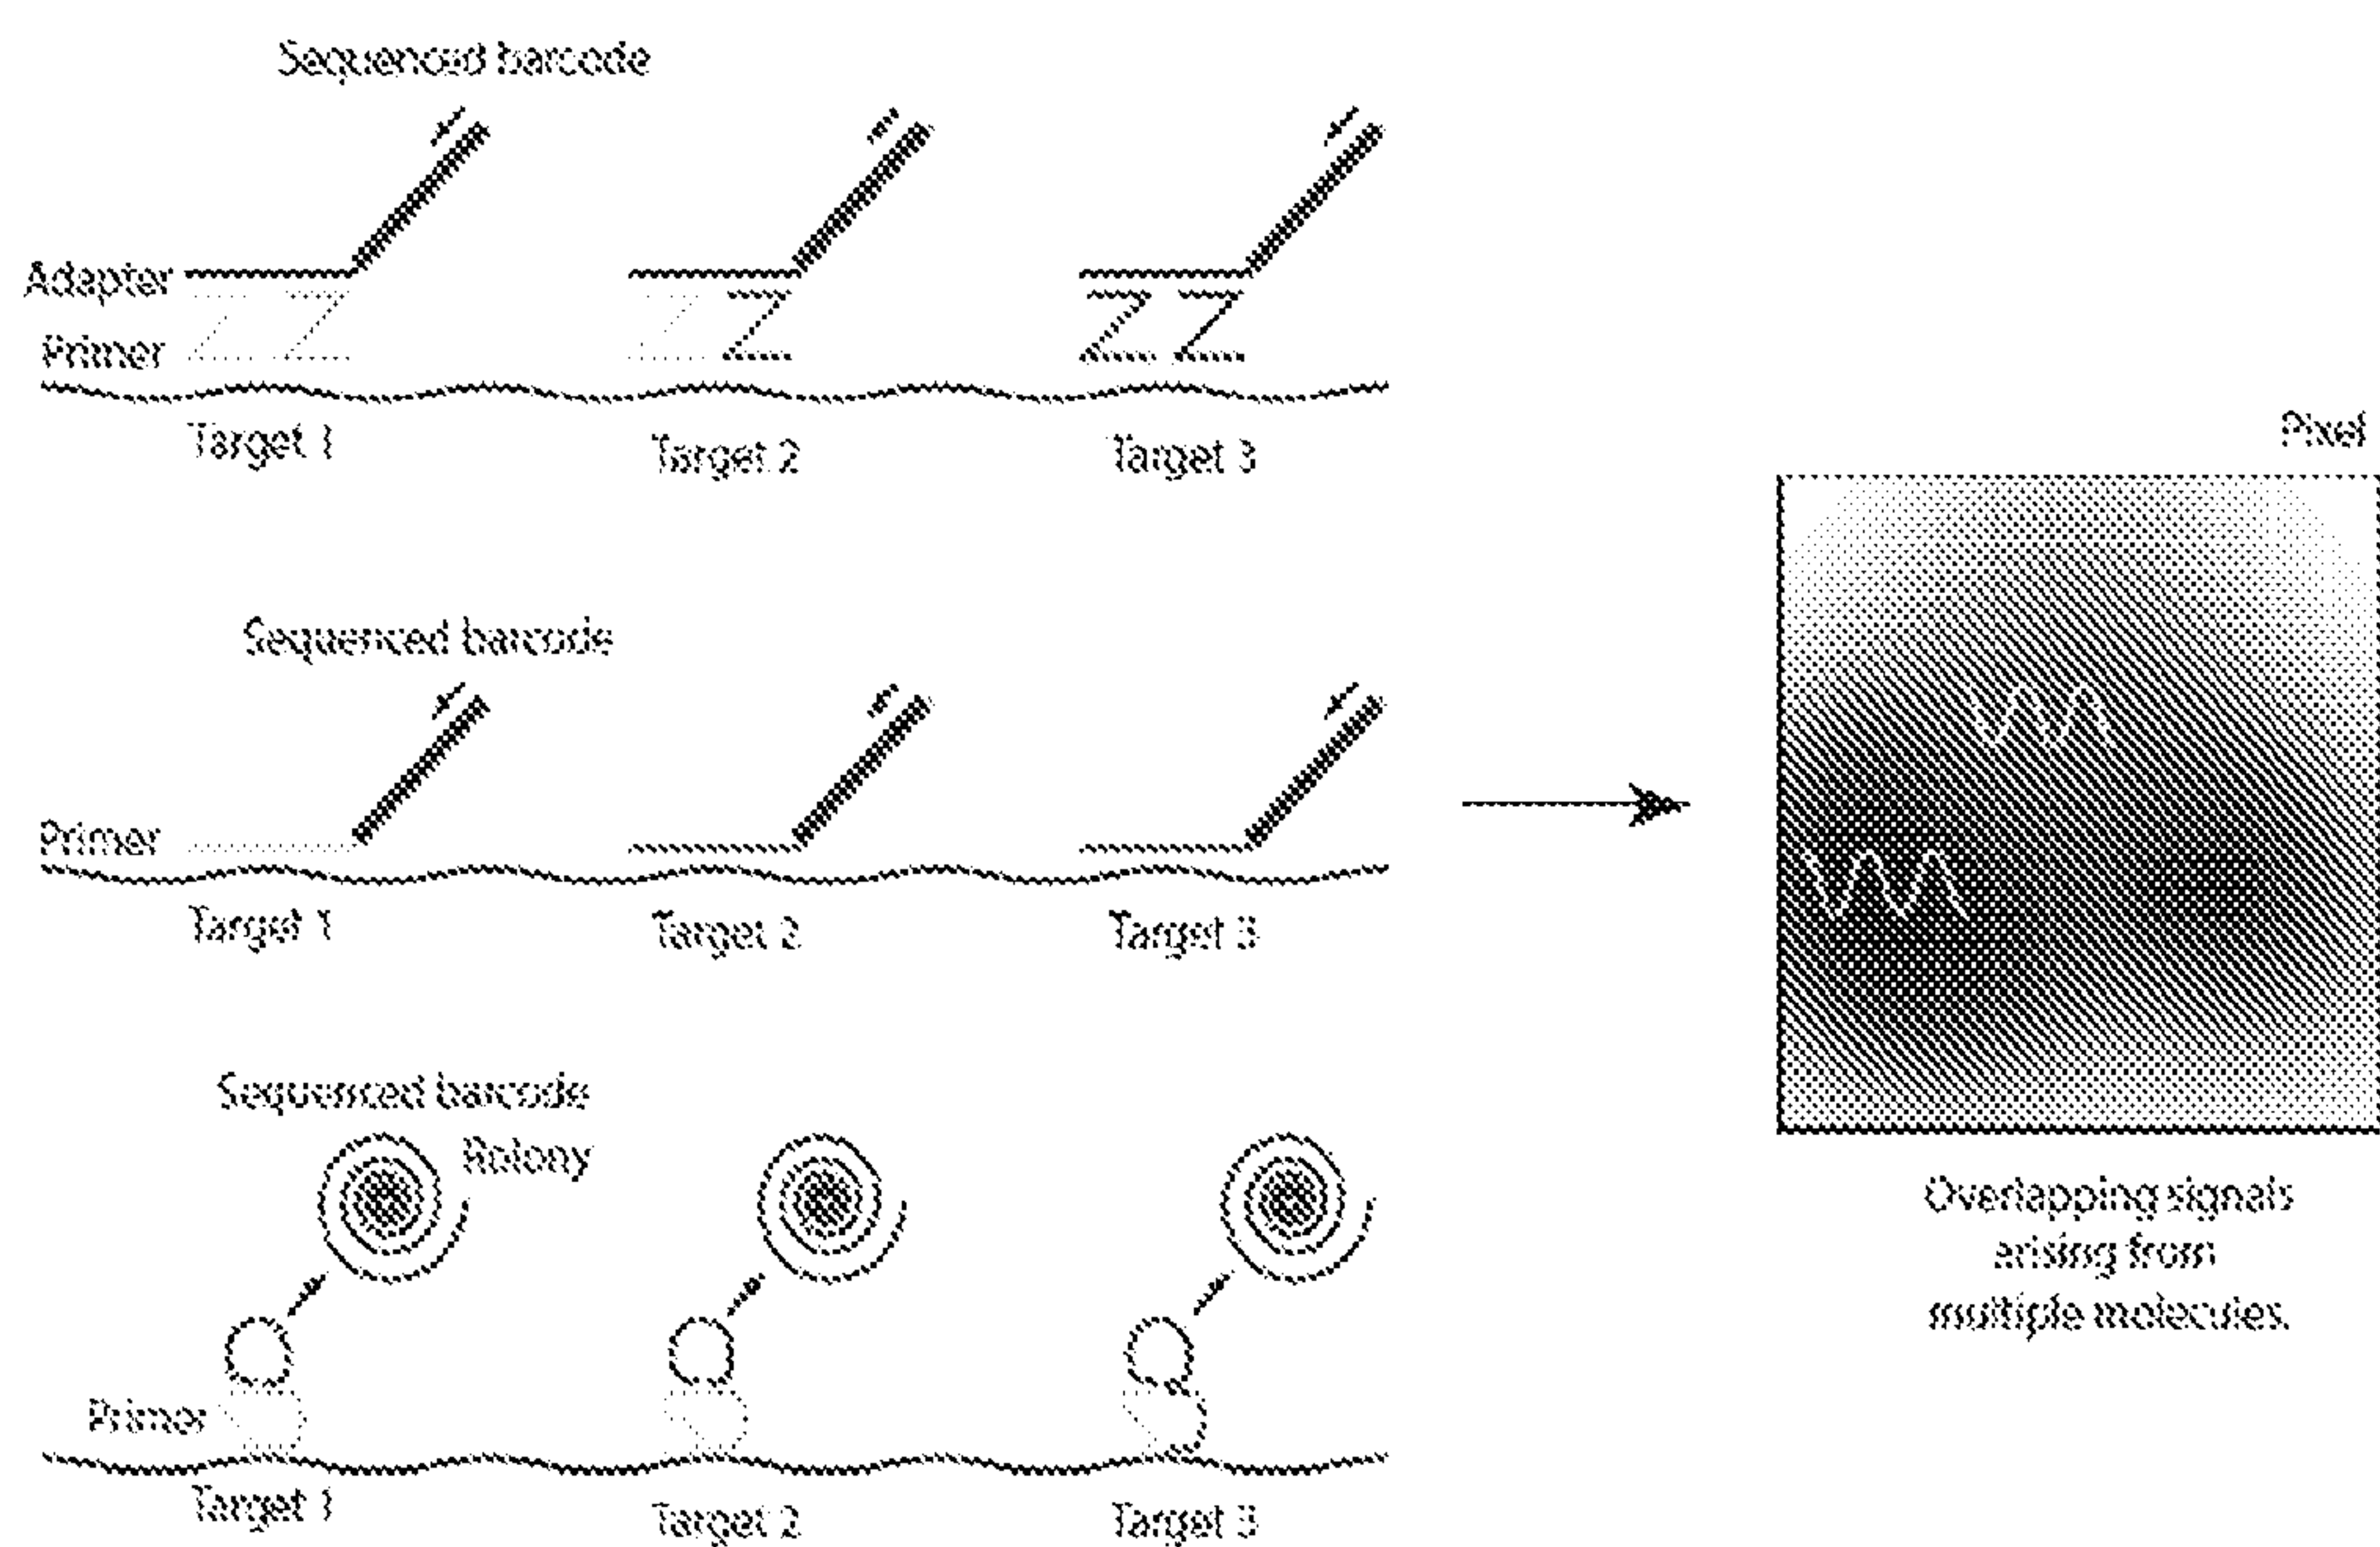 Sequenced barcode
Adapter
Primer
Target 1
Target 2
Target 3
Pixel
Sequenced barcode
Primer
Target 1
Target 2
Target 3
Sequenced barcode
Rolony
Primer
Target 1
Target 2
Target 3
Overlapping signals
arising from
multiple molecules.